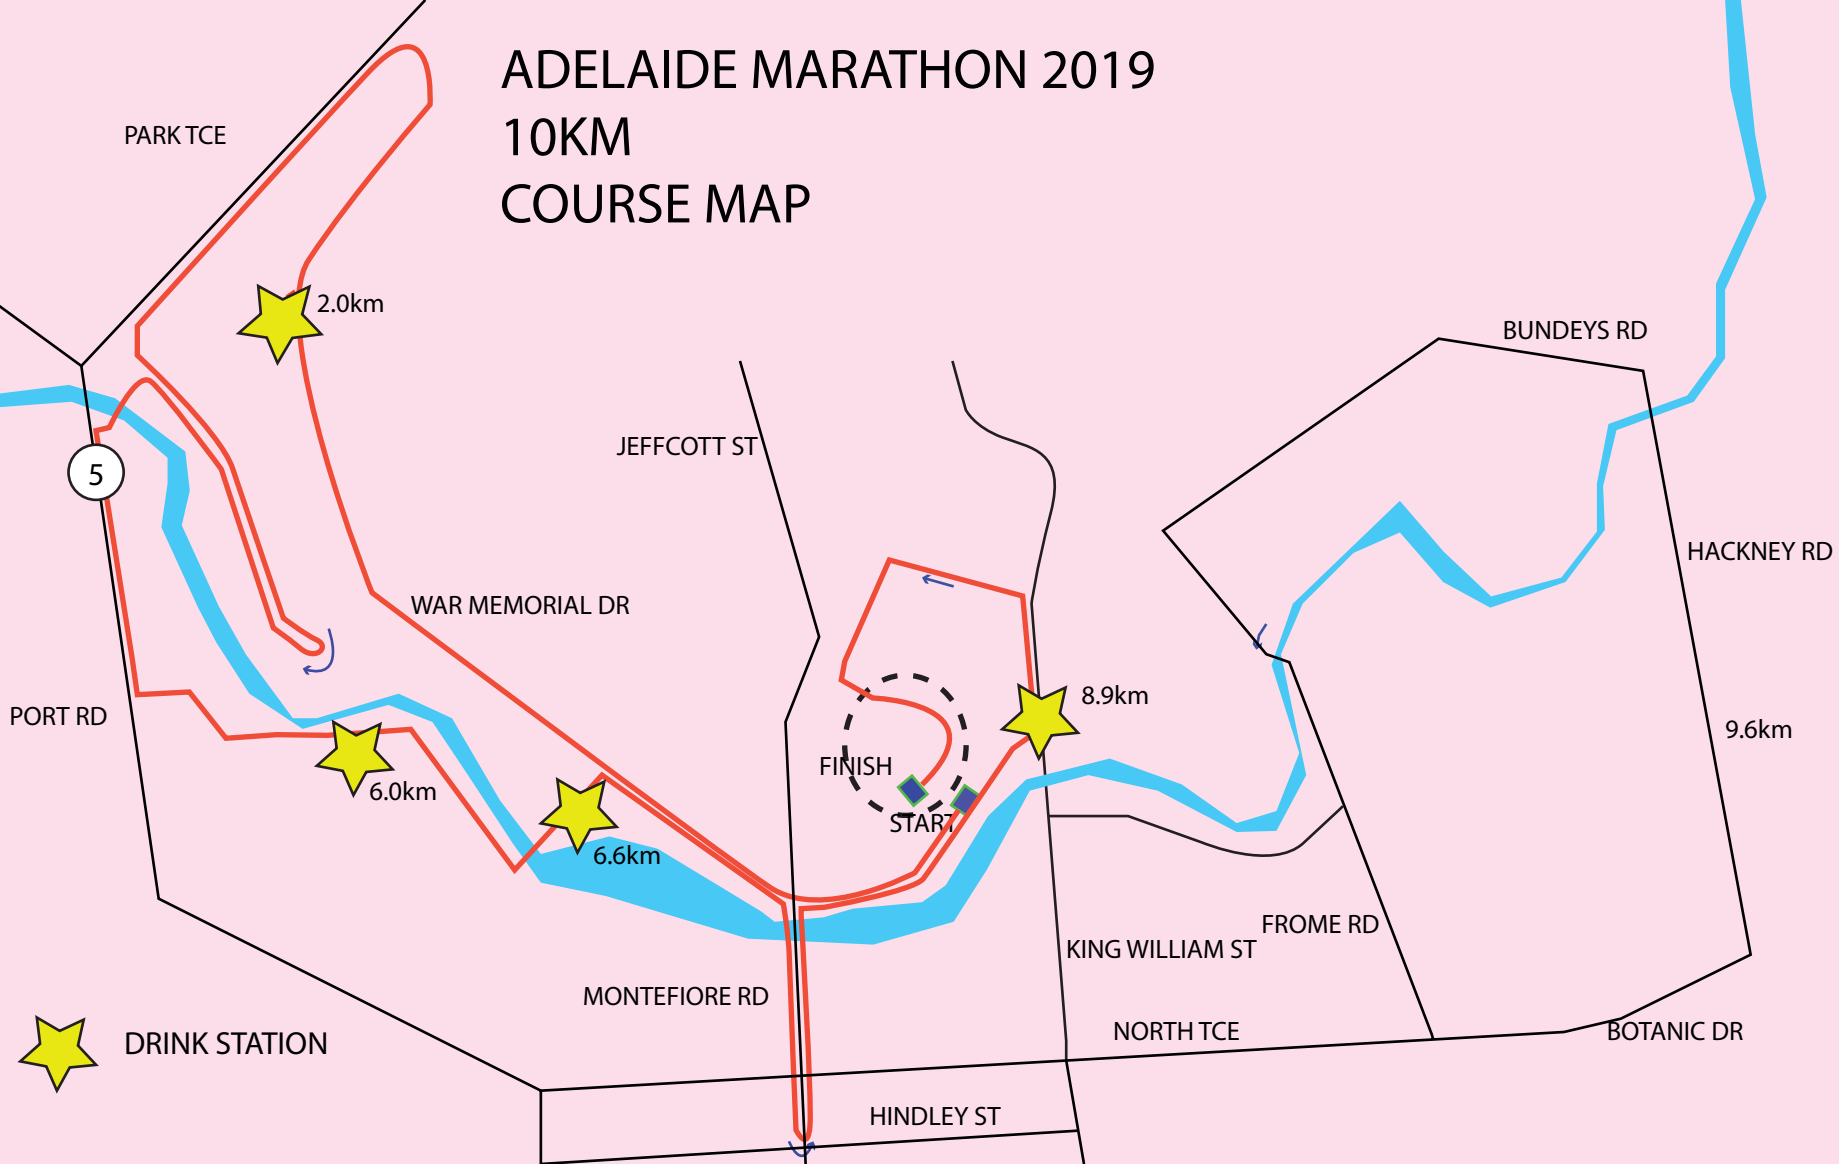 ADELAIDE MARATHON 2019
10KM
COURSE MAP
PARK TCE
2.0km
BUNDEYS RD
JEFFCOTT ST
5
HACKNEY RD
WAR MEMORIAL DR
8.9km
PORT RD
9.6km
FINISH
6.0km
START
6.6km
FROME RD
KING WILLIAM ST
MONTEFIORE RD
NORTH TCE
BOTANIC DR
DRINK STATION
HINDLEY ST